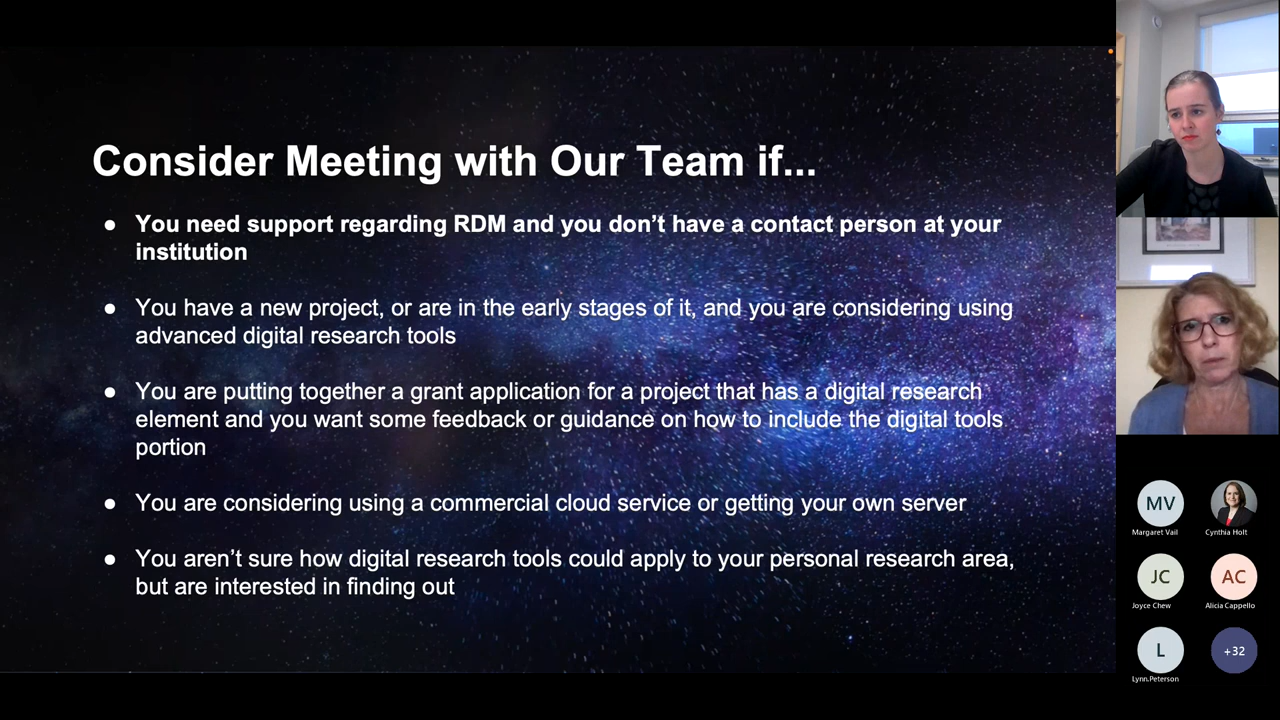 Consider Meeting with Our Team if...
● You need support regarding RDM and you don’t have a contact person at your
institution
● You have a new project, or are in the early stages of it, and you are considering using
advanced digital research tools
● You are putting together a grant application for a project that has a digital research
element and you want some feedback or guidance on how to include the digital tools
portion
● You are considering using a commercial cloud service or getting your own server
● You aren’t sure how digital research tools could apply to your personal research area,
but are interested in finding out
MV
Margaret Vail
Cynthia Holt
JC
Joyce Chew
AC
Alicia Cappello
L
Lynn.Peterson
+32